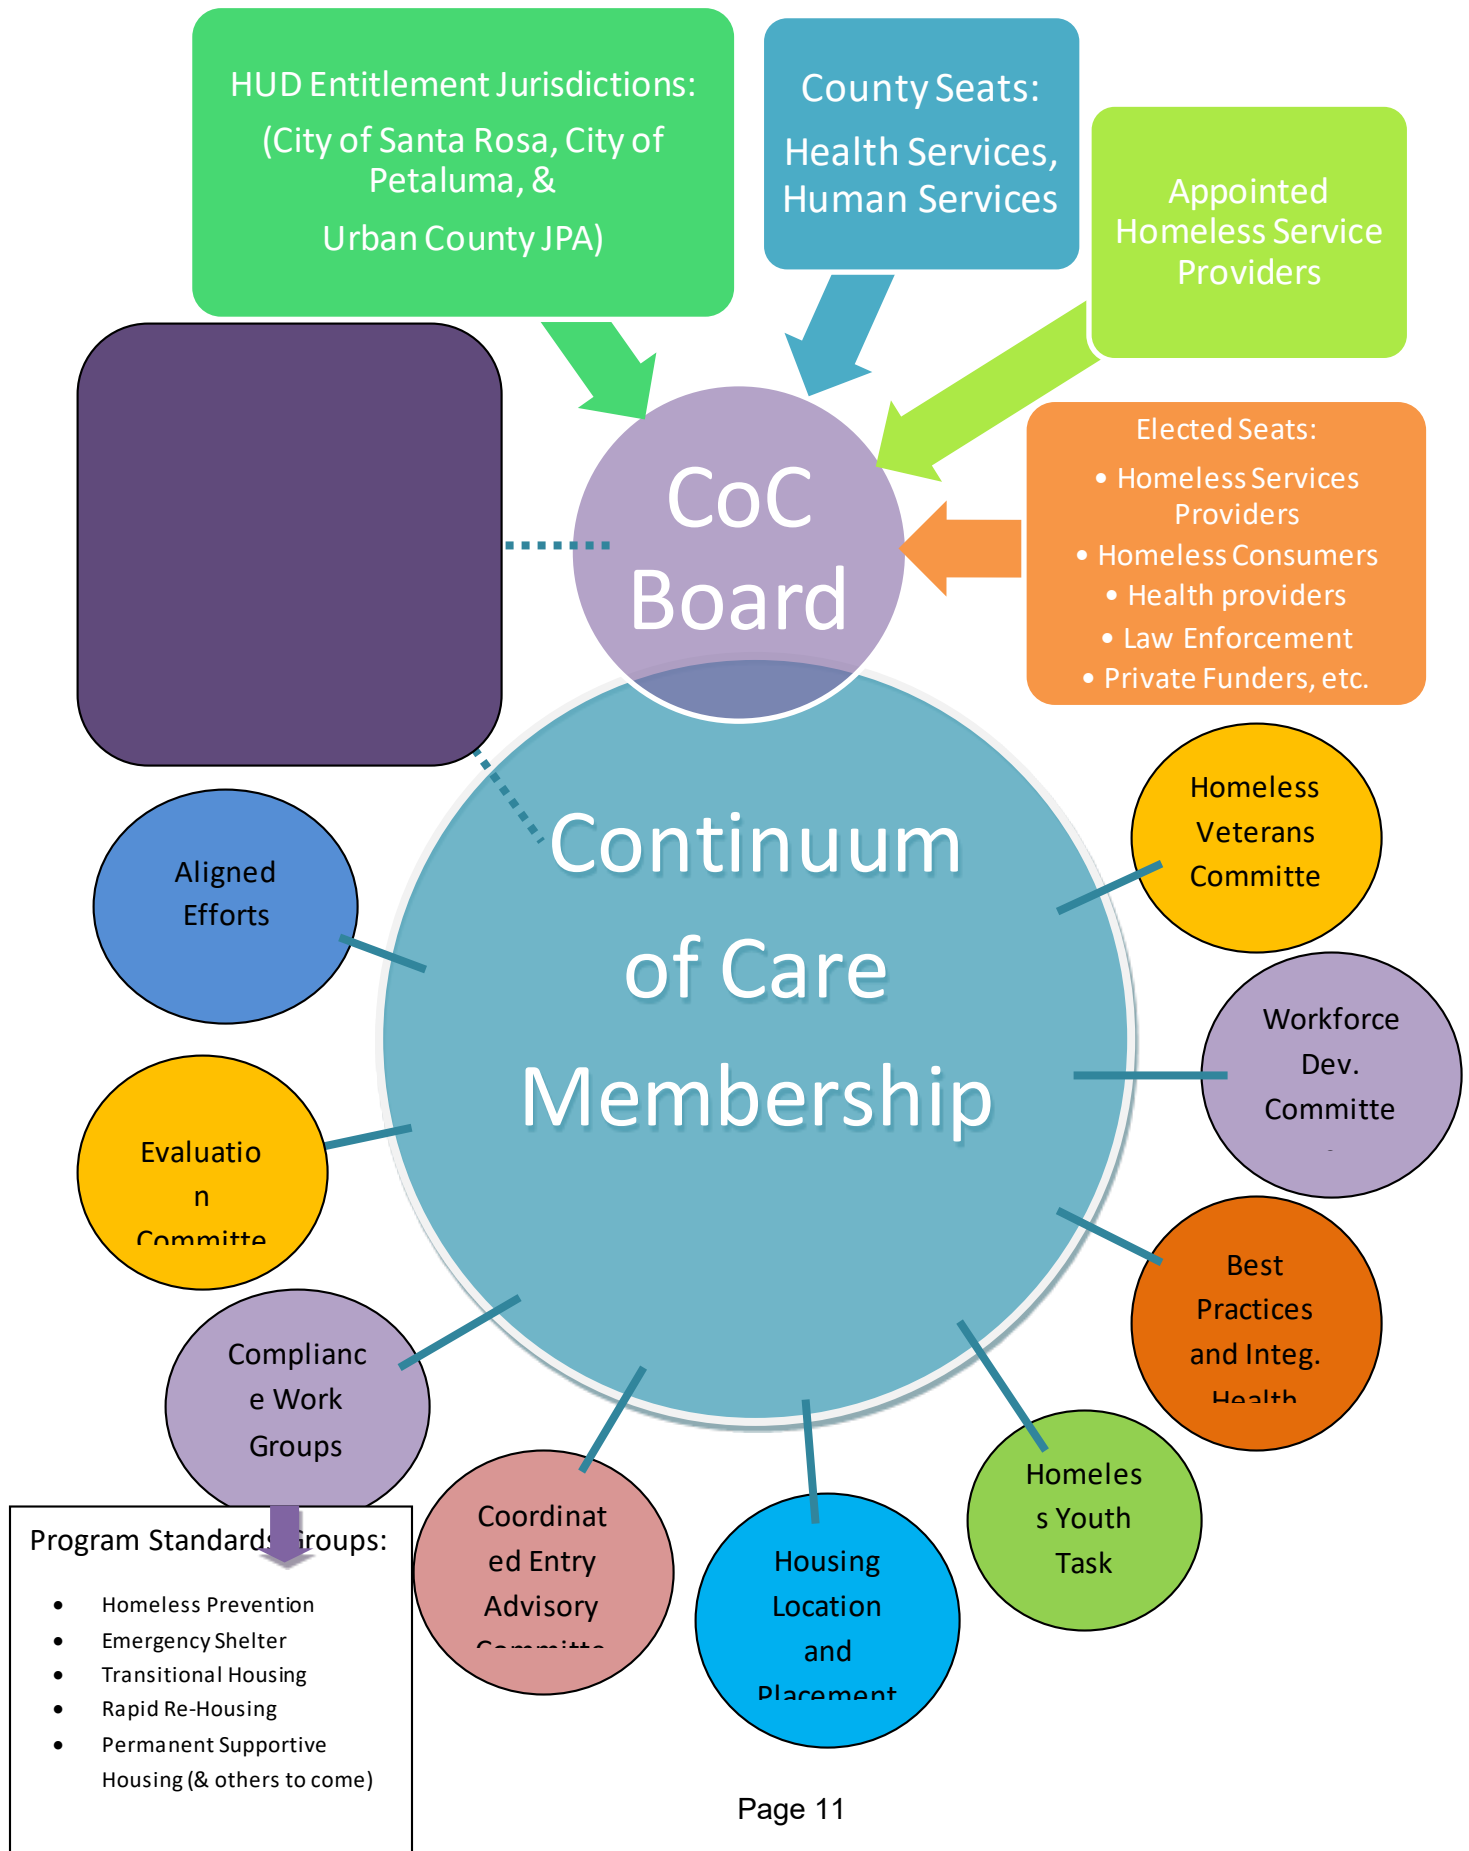 HUD Entitlement Jurisdictions:
(City of Santa Rosa, City of
Petaluma, &
Urban County JPA)
County Seats:
Health Services,
Human Services
Appointed
Homeless Service
Providers
Elected Seats:
• Homeless Services
Providers
• Homeless Consumers
• Health providers
• Law Enforcement
• Private Funders, etc.
CoC
Board
Continuum
of Care
Membership
Homeless
Veterans
Committe
Aligned
Efforts
Workforce
Dev.
Committe
Evaluatio
n
Committe
Best
Practices
and Integ.
Health
Complianc
e Work
Groups
Homeles
s Youth
Task
Coordinat
ed Entry
Advisory
Committe
Housing
Location
and
Placement
Program Standards Groups:
• Homeless Prevention
• Emergency Shelter
• Transitional Housing
• Rapid Re-Housing
• Permanent Supportive
Housing (& others to come)
Page 11